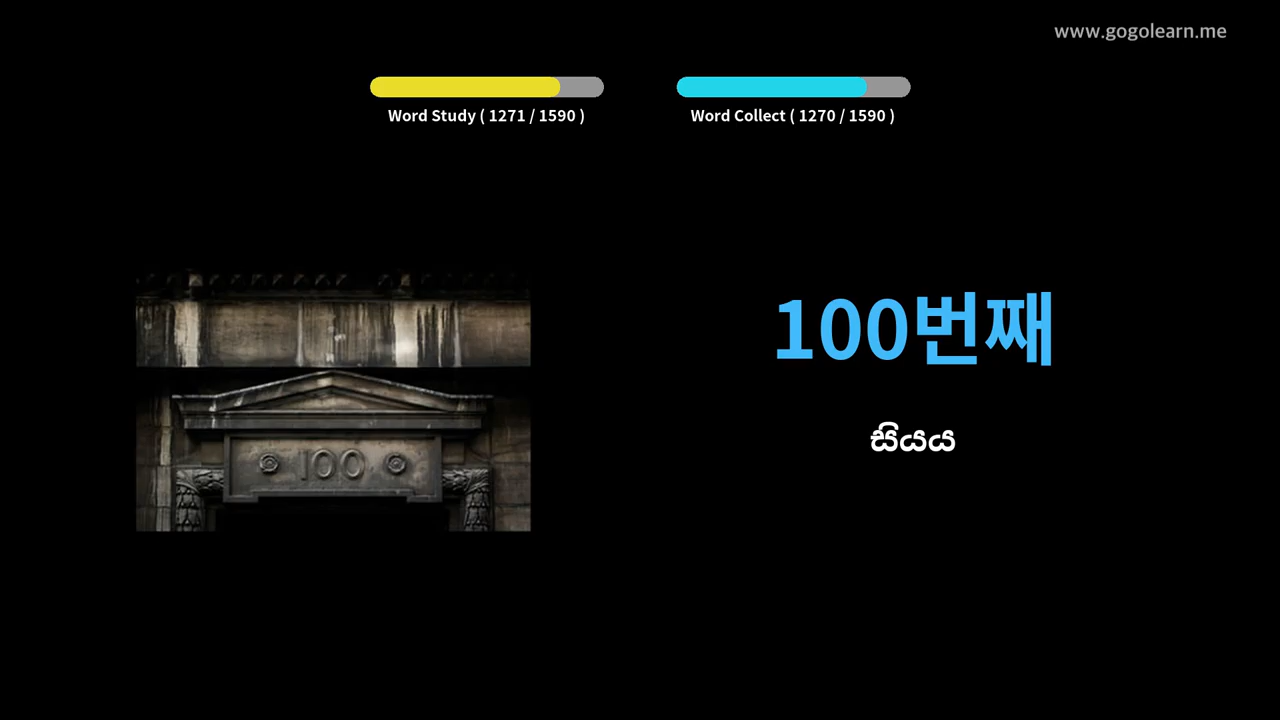 www.gogolearn.me
Word Study ( 1271 / 1590 )
Word Collect ( 1270 / 1590 )
100번째
100
සියය